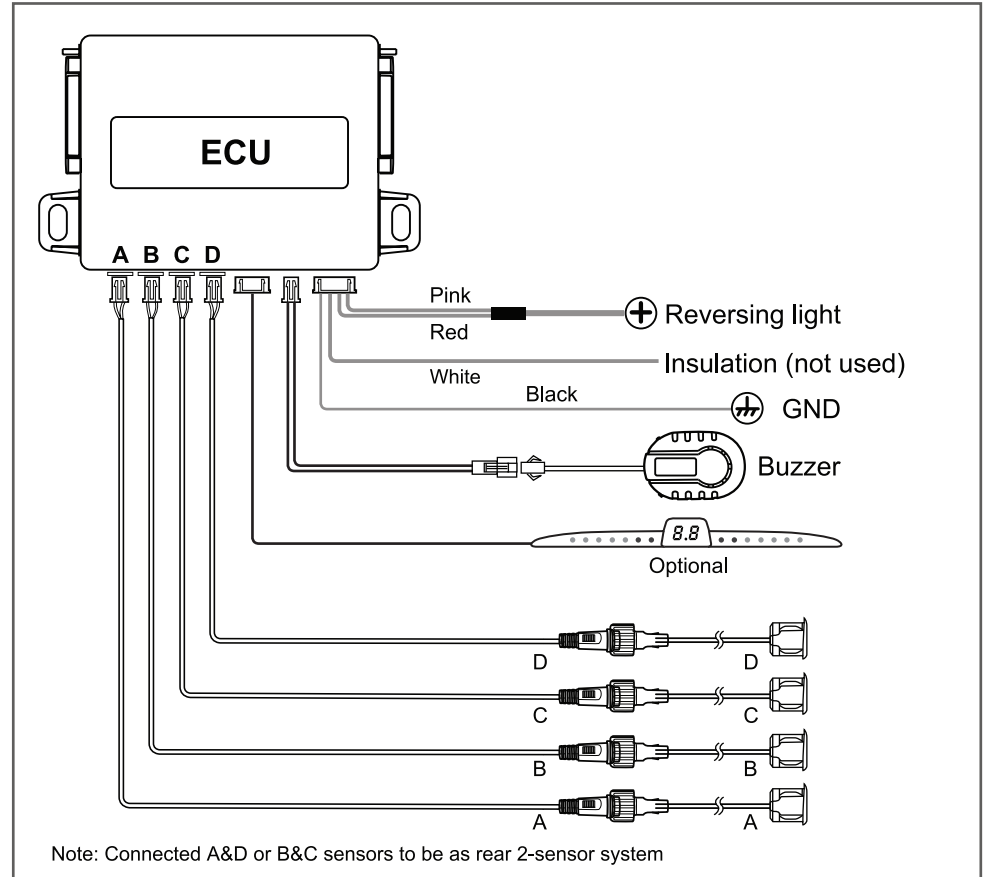 ECU
A B C D
Pink
Reversing light
Red
Insulation (not used)
White
Black
GND
Buzzer
8.8
Optional
D D
C C
B B
A A
Note: Connected A&D or B&C sensors to be as rear 2-sensor system